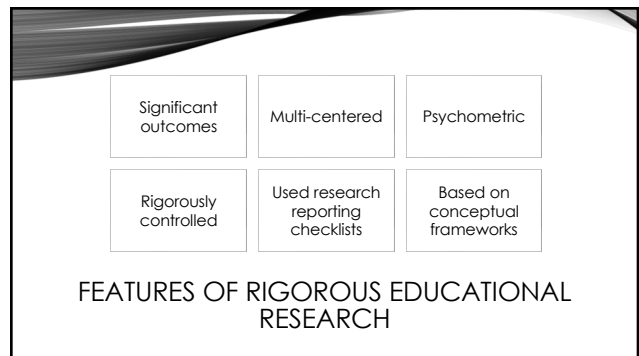 Significant
outcomes
Multi-centered
Psychometric
Rigorously
controlled
Used research
reporting
checklists
Based on
conceptual
frameworks
FEATURES OF RIGOROUS EDUCATIONAL
RESEARCH